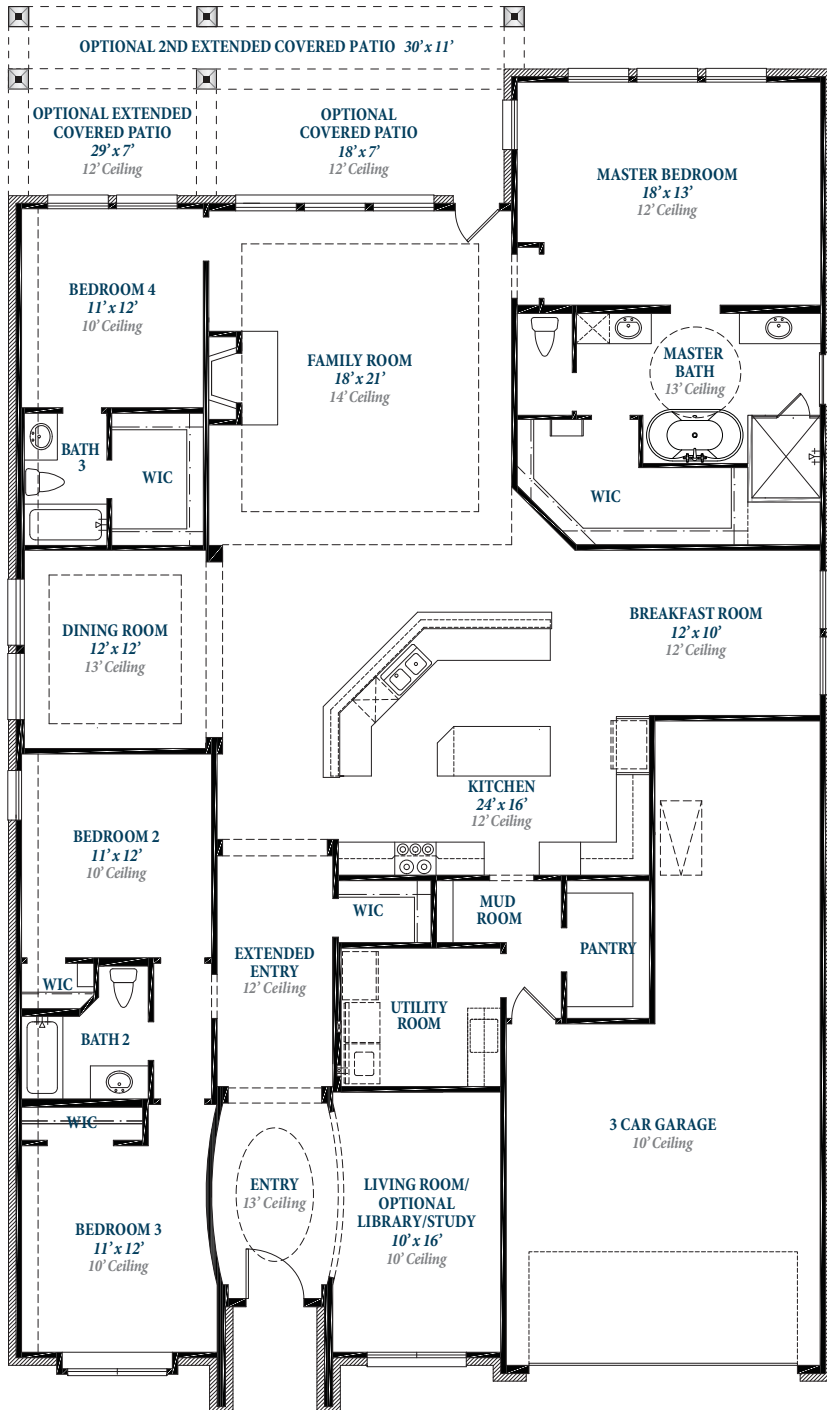 OPTIONAL 2ND EXTENDED COVERED PATIO 30' x 11'
OPTIONAL EXTENDED
COVERED PATIO
29' x 7'
12' Ceiling
OPTIONAL
COVERED PATIO
18' x 7'
12' Ceiling
MASTER BEDROOM
18' x 13'
12' Ceiling
BEDROOM 4
11' x 12'
10' Ceiling
FAMILY ROOM
18' x 21'
14' Ceiling
MASTER
BATH
13' Ceiling
BATH
3
WIC
WIC
DINING ROOM
12' x 12'
13' Ceiling
BREAKFAST ROOM
12' x 10'
12' Ceiling
KITCHEN
24' x 16'
12' Ceiling
BEDROOM 2
11' x 12'
10' Ceiling
WIC
MUD
ROOM
PANTRY
EXTENDED
ENTRY
12' Ceiling
WIC
UTILITY
ROOM
BATH 2
WIC
3 CAR GARAGE
10' Ceiling
ENTRY
13' Ceiling
LIVING ROOM/
OPTIONAL
LIBRARY/STUDY
10' x 16'
10' Ceiling
BEDROOM 3
11' x 12'
10' Ceiling